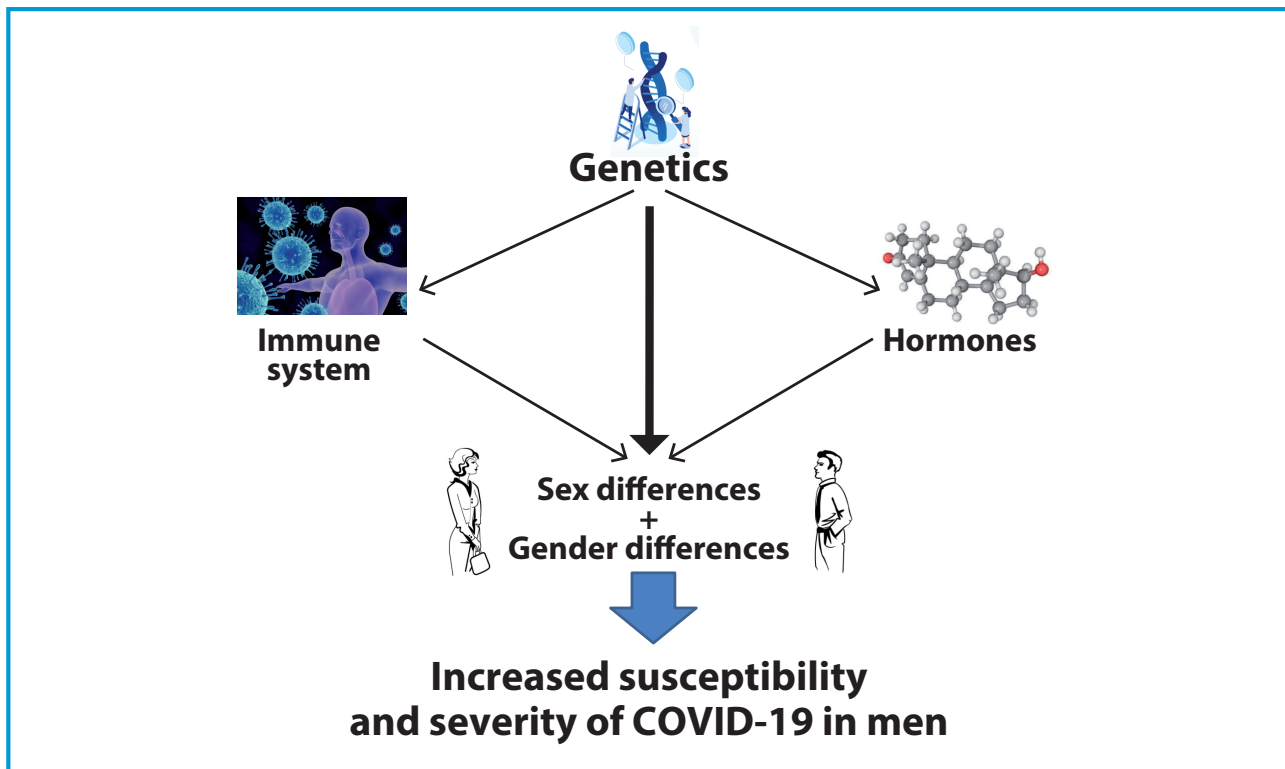 Genetics
Immune
system
Hormones
Sex differences
+
Gender differences
Increased susceptibility
and severity of COVID-19 in men